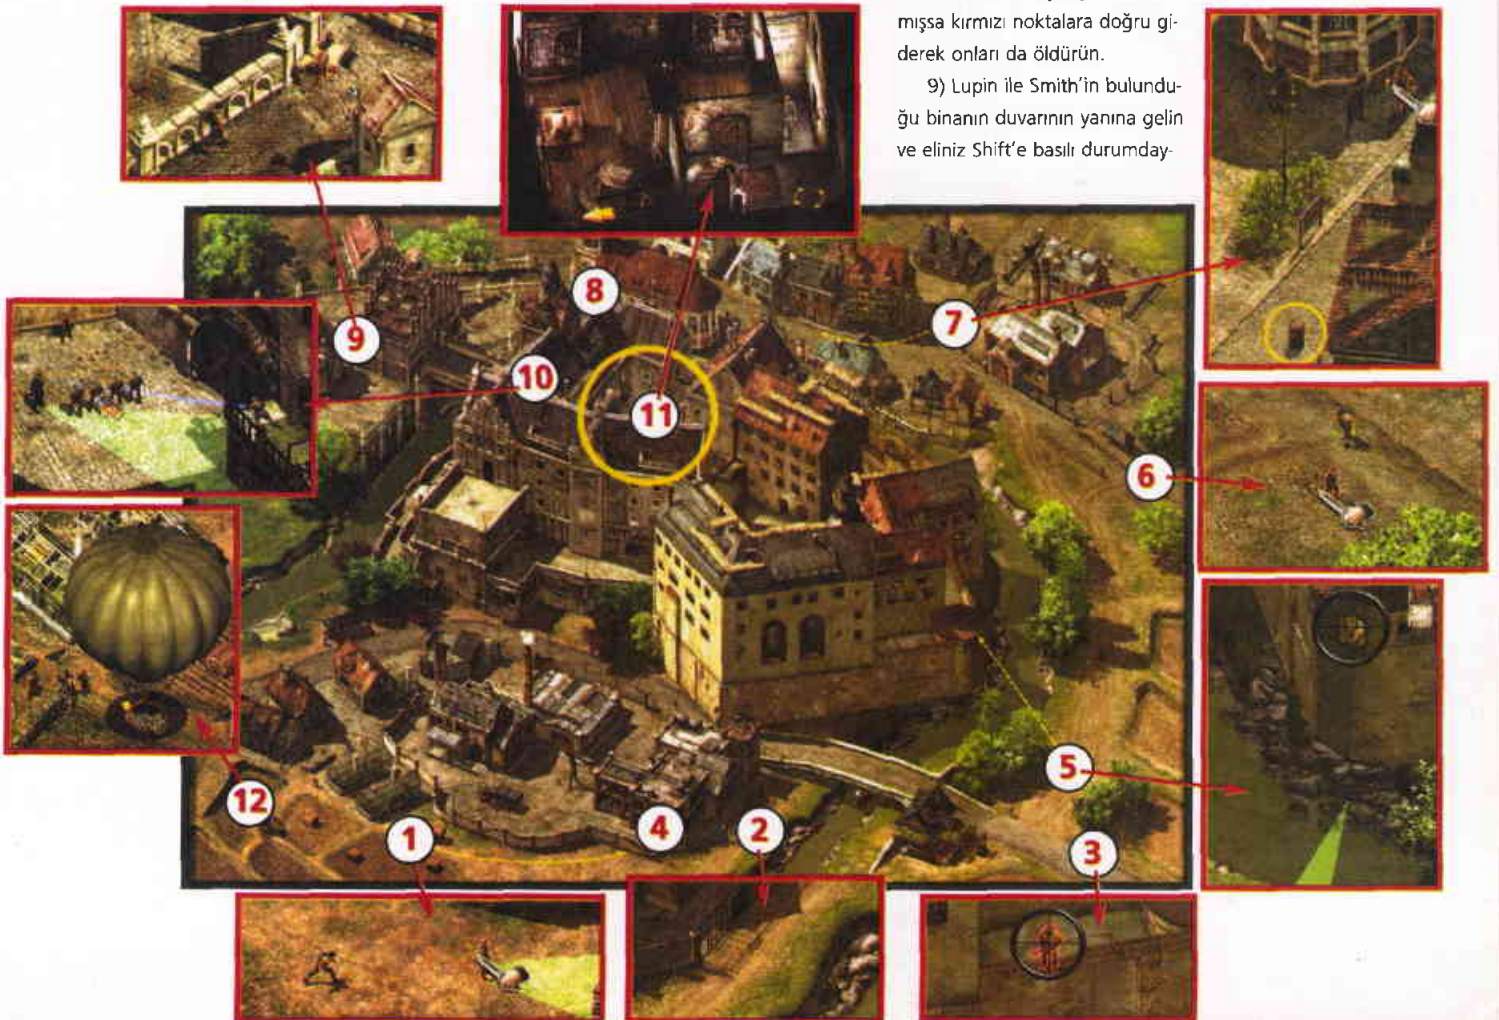 mışsa kırmızı noktalara doğru gi-
derek onları da öldürün.
9) Lupin ile Smith'in bulundu-
ğu binanın duvarının yanına gelin
ve eliniz Shift'e basılı durumday-
8
7
9
10
11
6
5
12
1
4
2
3